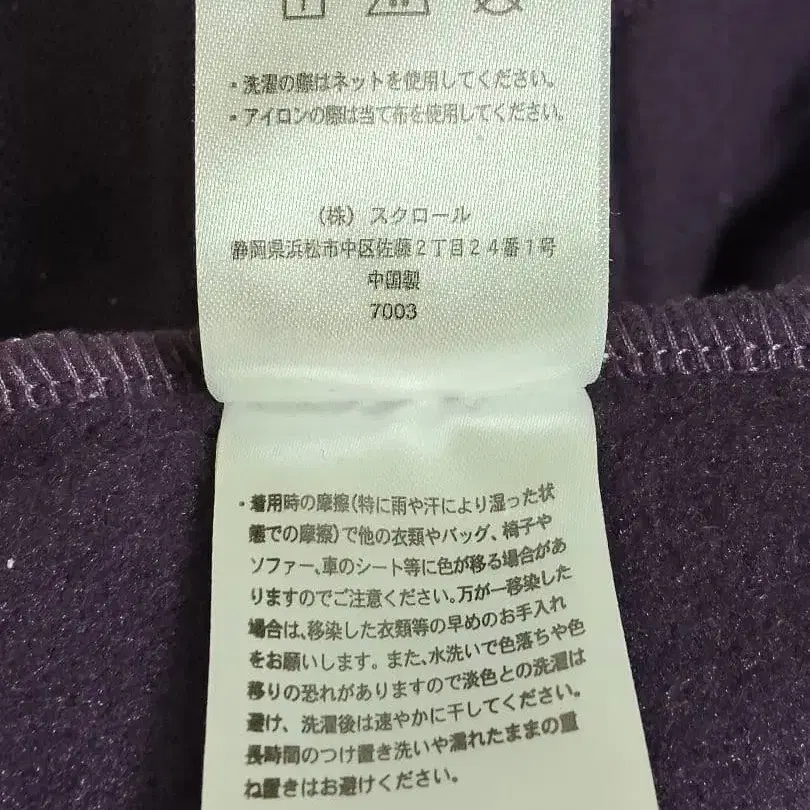 ・洗濯の際はネットを使用してください。
・アイロンの際は当て布を使用してください。
（株）スクロール
静岡県浜松市中区佐藤２丁目２４番１号
中国製
7003
・着用時の摩擦(特に雨や汗により湿った状
態での摩擦)で他の衣類やバッグ、椅子や
ソファー、車のシート等に色が移る場合があ
りますのでご注意ください。万が一移染した
場合は、移染した衣類等の早めのお手入れ
をお願いします。また、水洗いで色落ちや色
移りの恐れがありますので淡色との洗濯は
避け、洗濯後は速やかに干してください。
長時間のつけ置き洗いや濡れたままの重
ね置きはお避けください。